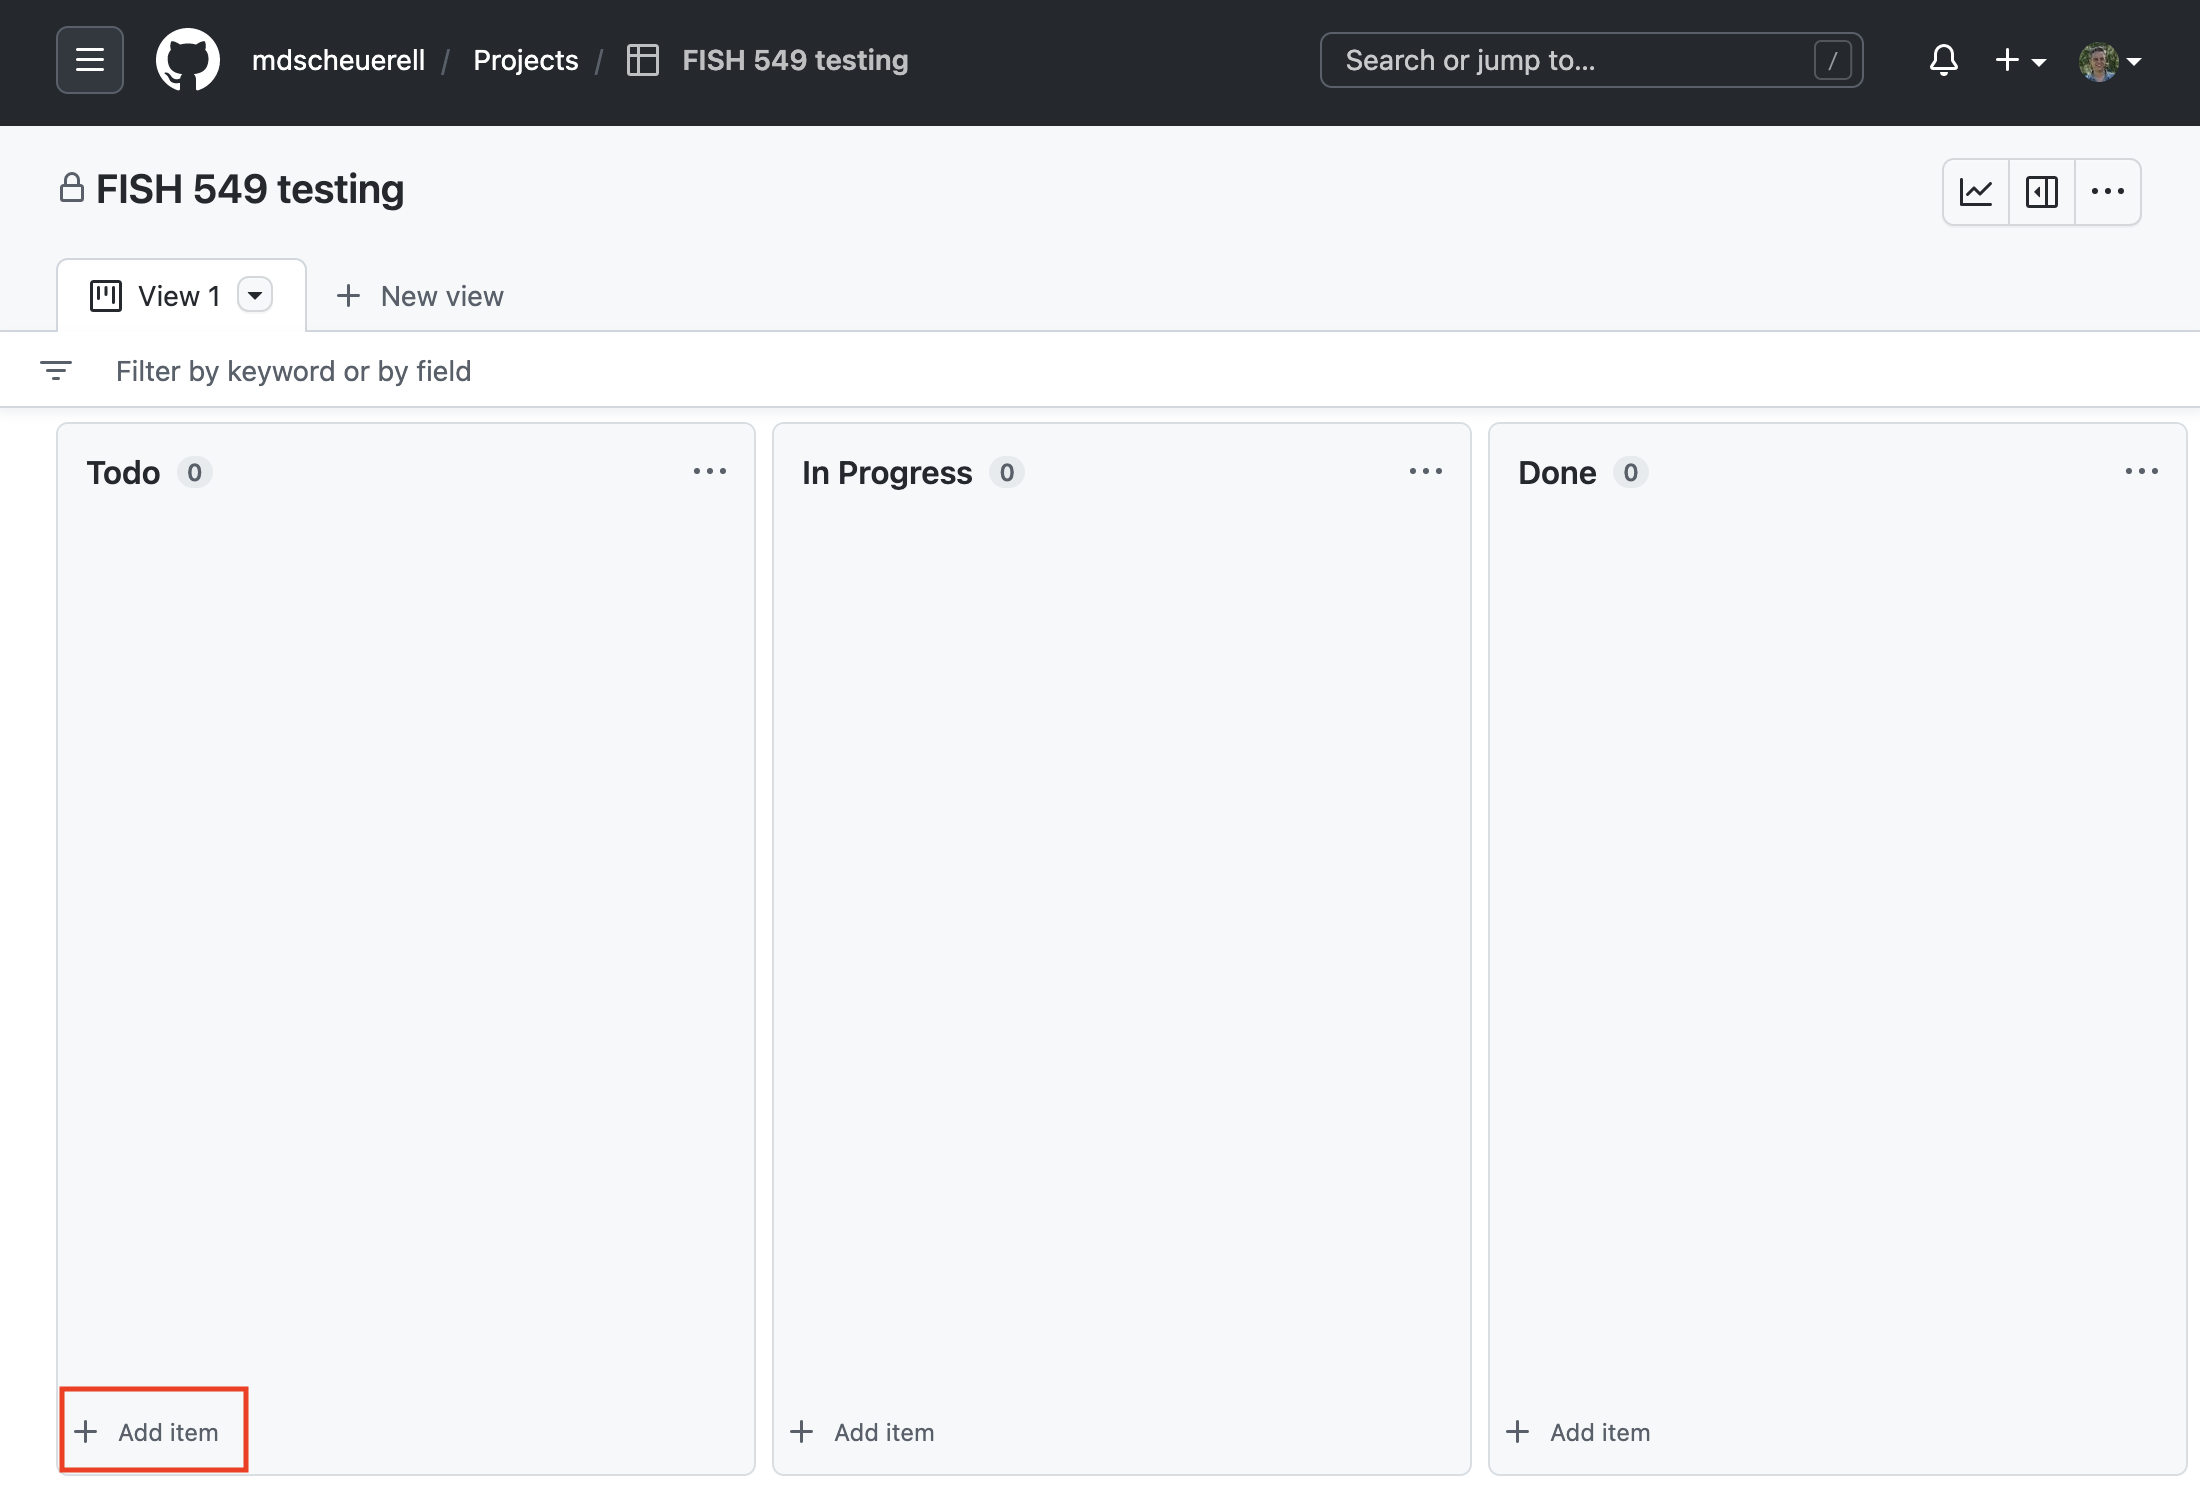 mdscheuerell / Projects / FISH 549 testing Search or jump to... /
FISH 549 testing
View 1 New view
Filter by keyword or by field
Todo 0
In Progress 0
Done 0
Add item
Add item
Add item